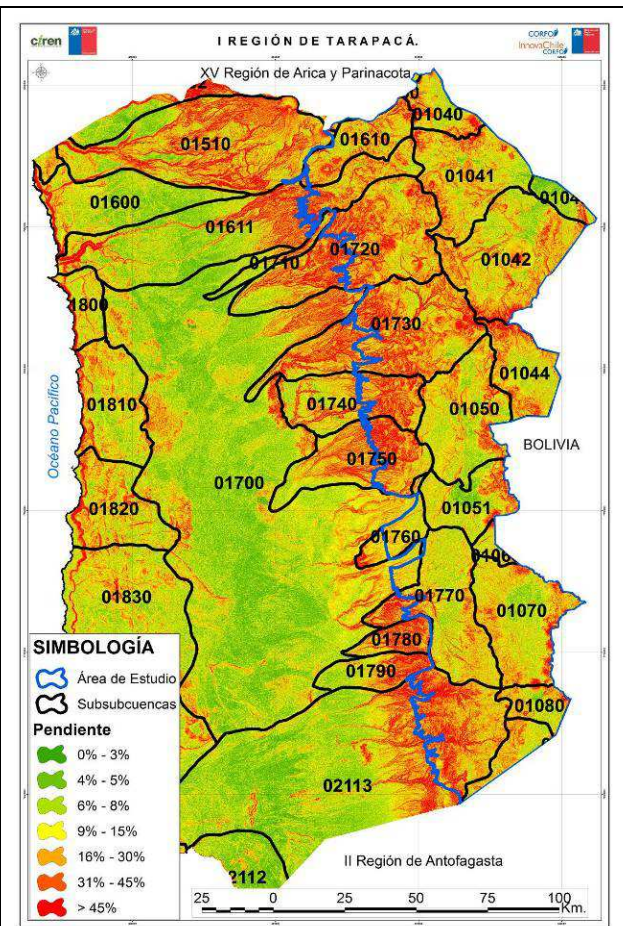 ciren
I REGIÓN DE TARAPACÁ.
CORFO
InnovaChile
CORFO
XV Región de Arica y Parinacota
01040
01510
01610
01041
01600
01611
01042
01710
01720
1800
01730
01044
01810
01740
01050
Océano Pacífico
BOLIVIA
01750
01700
01051
01820
01760
01830
01770
01070
01780
01790
01080
02113
2112
II Región de Antofagasta
SIMBOLOGÍA
Área de Estudio
Subsubcuencas
Pendiente
0% - 3%
4% - 5%
6% - 8%
9% - 15%
16% - 30%
31% - 45%
> 45%
25 0 25 50 75 100
Km.